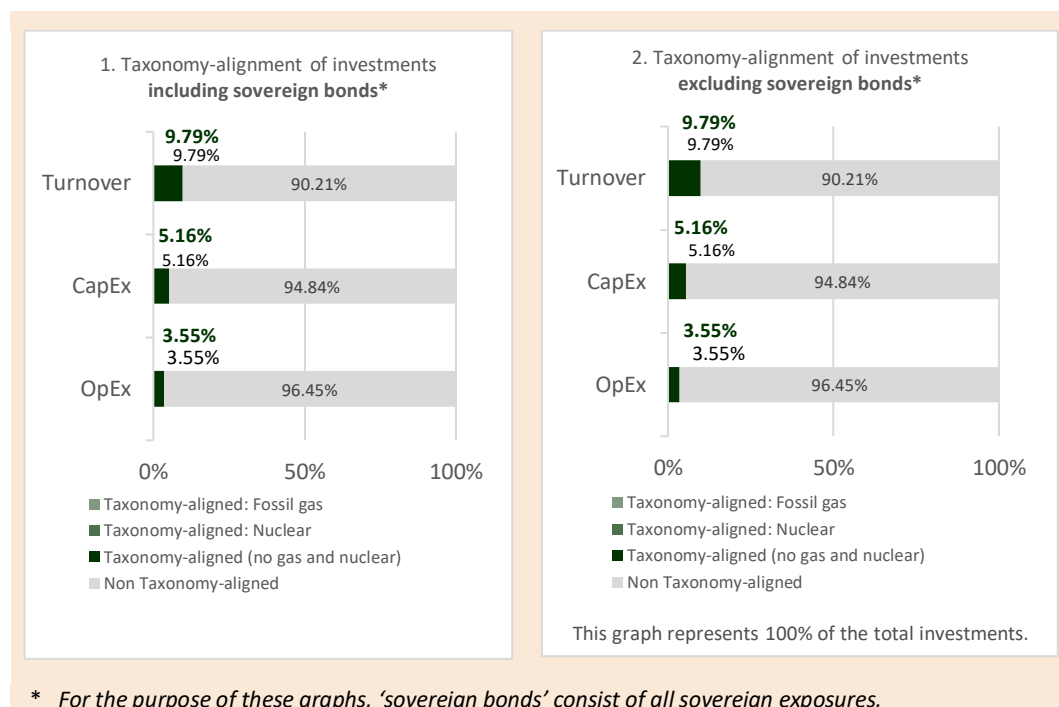 1. Taxonomy-alignment of investments
including sovereign bonds*
9.79%
9.79%
Turnover
90.21%
5.16%
5.16%
CapEx
94.84%
3.55%
3.55%
OpEx
96.45%
0%
50%
100%
Taxonomy-aligned: Fossil gas
Taxonomy-aligned: Nuclear
Taxonomy-aligned (no gas and nuclear)
Non Taxonomy-aligned
2. Taxonomy-alignment of investments
excluding sovereign bonds*
9.79%
9.79%
Turnover
90.21%
5.16%
5.16%
CapEx
94.84%
3.55%
3.55%
OpEx
96.45%
0%
50%
100%
Taxonomy-aligned: Fossil gas
Taxonomy-aligned: Nuclear
Taxonomy-aligned (no gas and nuclear)
Non Taxonomy-aligned
This graph represents 100% of the total investments.
* For the purpose of these graphs, ‘sovereign bonds’ consist of all sovereign exposures.